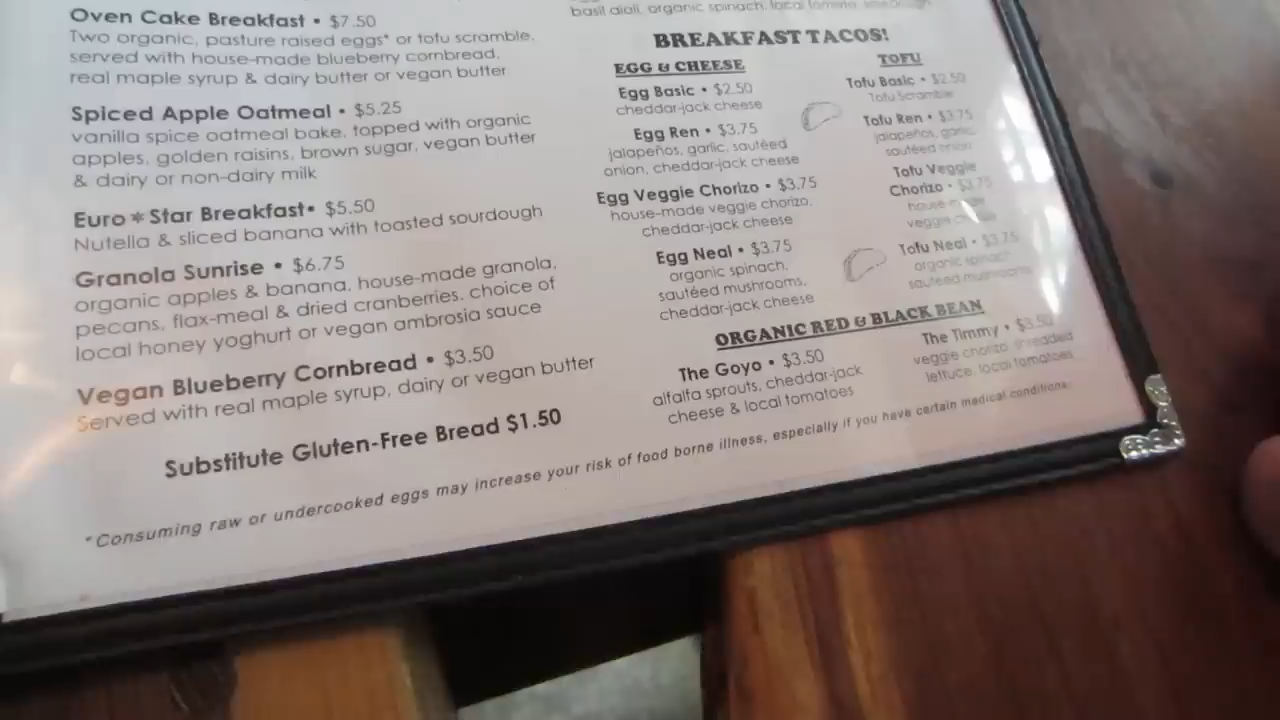 Oven Cake Breakfast • $7.50
Two organic, pasture raised eggs* or tofu scramble,
served with house-made blueberry cornbread,
real maple syrup & dairy butter or vegan butter
Spiced Apple Oatmeal • $5.25
vanilla spice oatmeal bake, topped with organic
apples, golden raisins, brown sugar, vegan butter
& dairy or non-dairy milk
Euro*Star Breakfast• $5.50
Nutella & sliced banana with toasted sourdough
Granola Sunrise • $6.75
organic apples & banana, house-made granola,
pecans, flax-meal & dried cranberries. choice of
local honey yoghurt or vegan ambrosia sauce
Vegan Blueberry Cornbread • $3.50
Served with real maple syrup, dairy or vegan butter
Substitute Gluten-Free Bread $1.50
basil aioli, organic spinach, local
BREAKFAST TACOS!
EGG & CHEESE
Egg Basic • $2.50
cheddar-jack cheese
Egg Ren • $3.75
jalapeños, garlic, sautéed
onion, cheddar-jack cheese
Egg Veggie Chorizo • $3.75
house-made veggie chorizo,
cheddar-jack cheese
Egg Neal • $3.75
organic spinach,
sautéed mushrooms,
cheddar-jack cheese
TOFU
Tofu Basic • $2.50
Tofu Scramble
Tofu Ren • $3.75
jalapeños, garlic,
sautéed onion
Tofu Veggie
Chorizo • $3.75
house-made
veggie chorizo
Tofu Neal • $3.75
organic spinach
sautéed mushrooms
ORGANIC RED & BLACK BEAN
The Goyo • $3.50
alfalfa sprouts, cheddar-jack
cheese & local tomatoes
The Timmy • $3.50
veggie chorizo, shredded
lettuce, local tomatoes
*Consuming raw or undercooked eggs may increase your risk of food borne illness, especially if you have certain medical conditions.